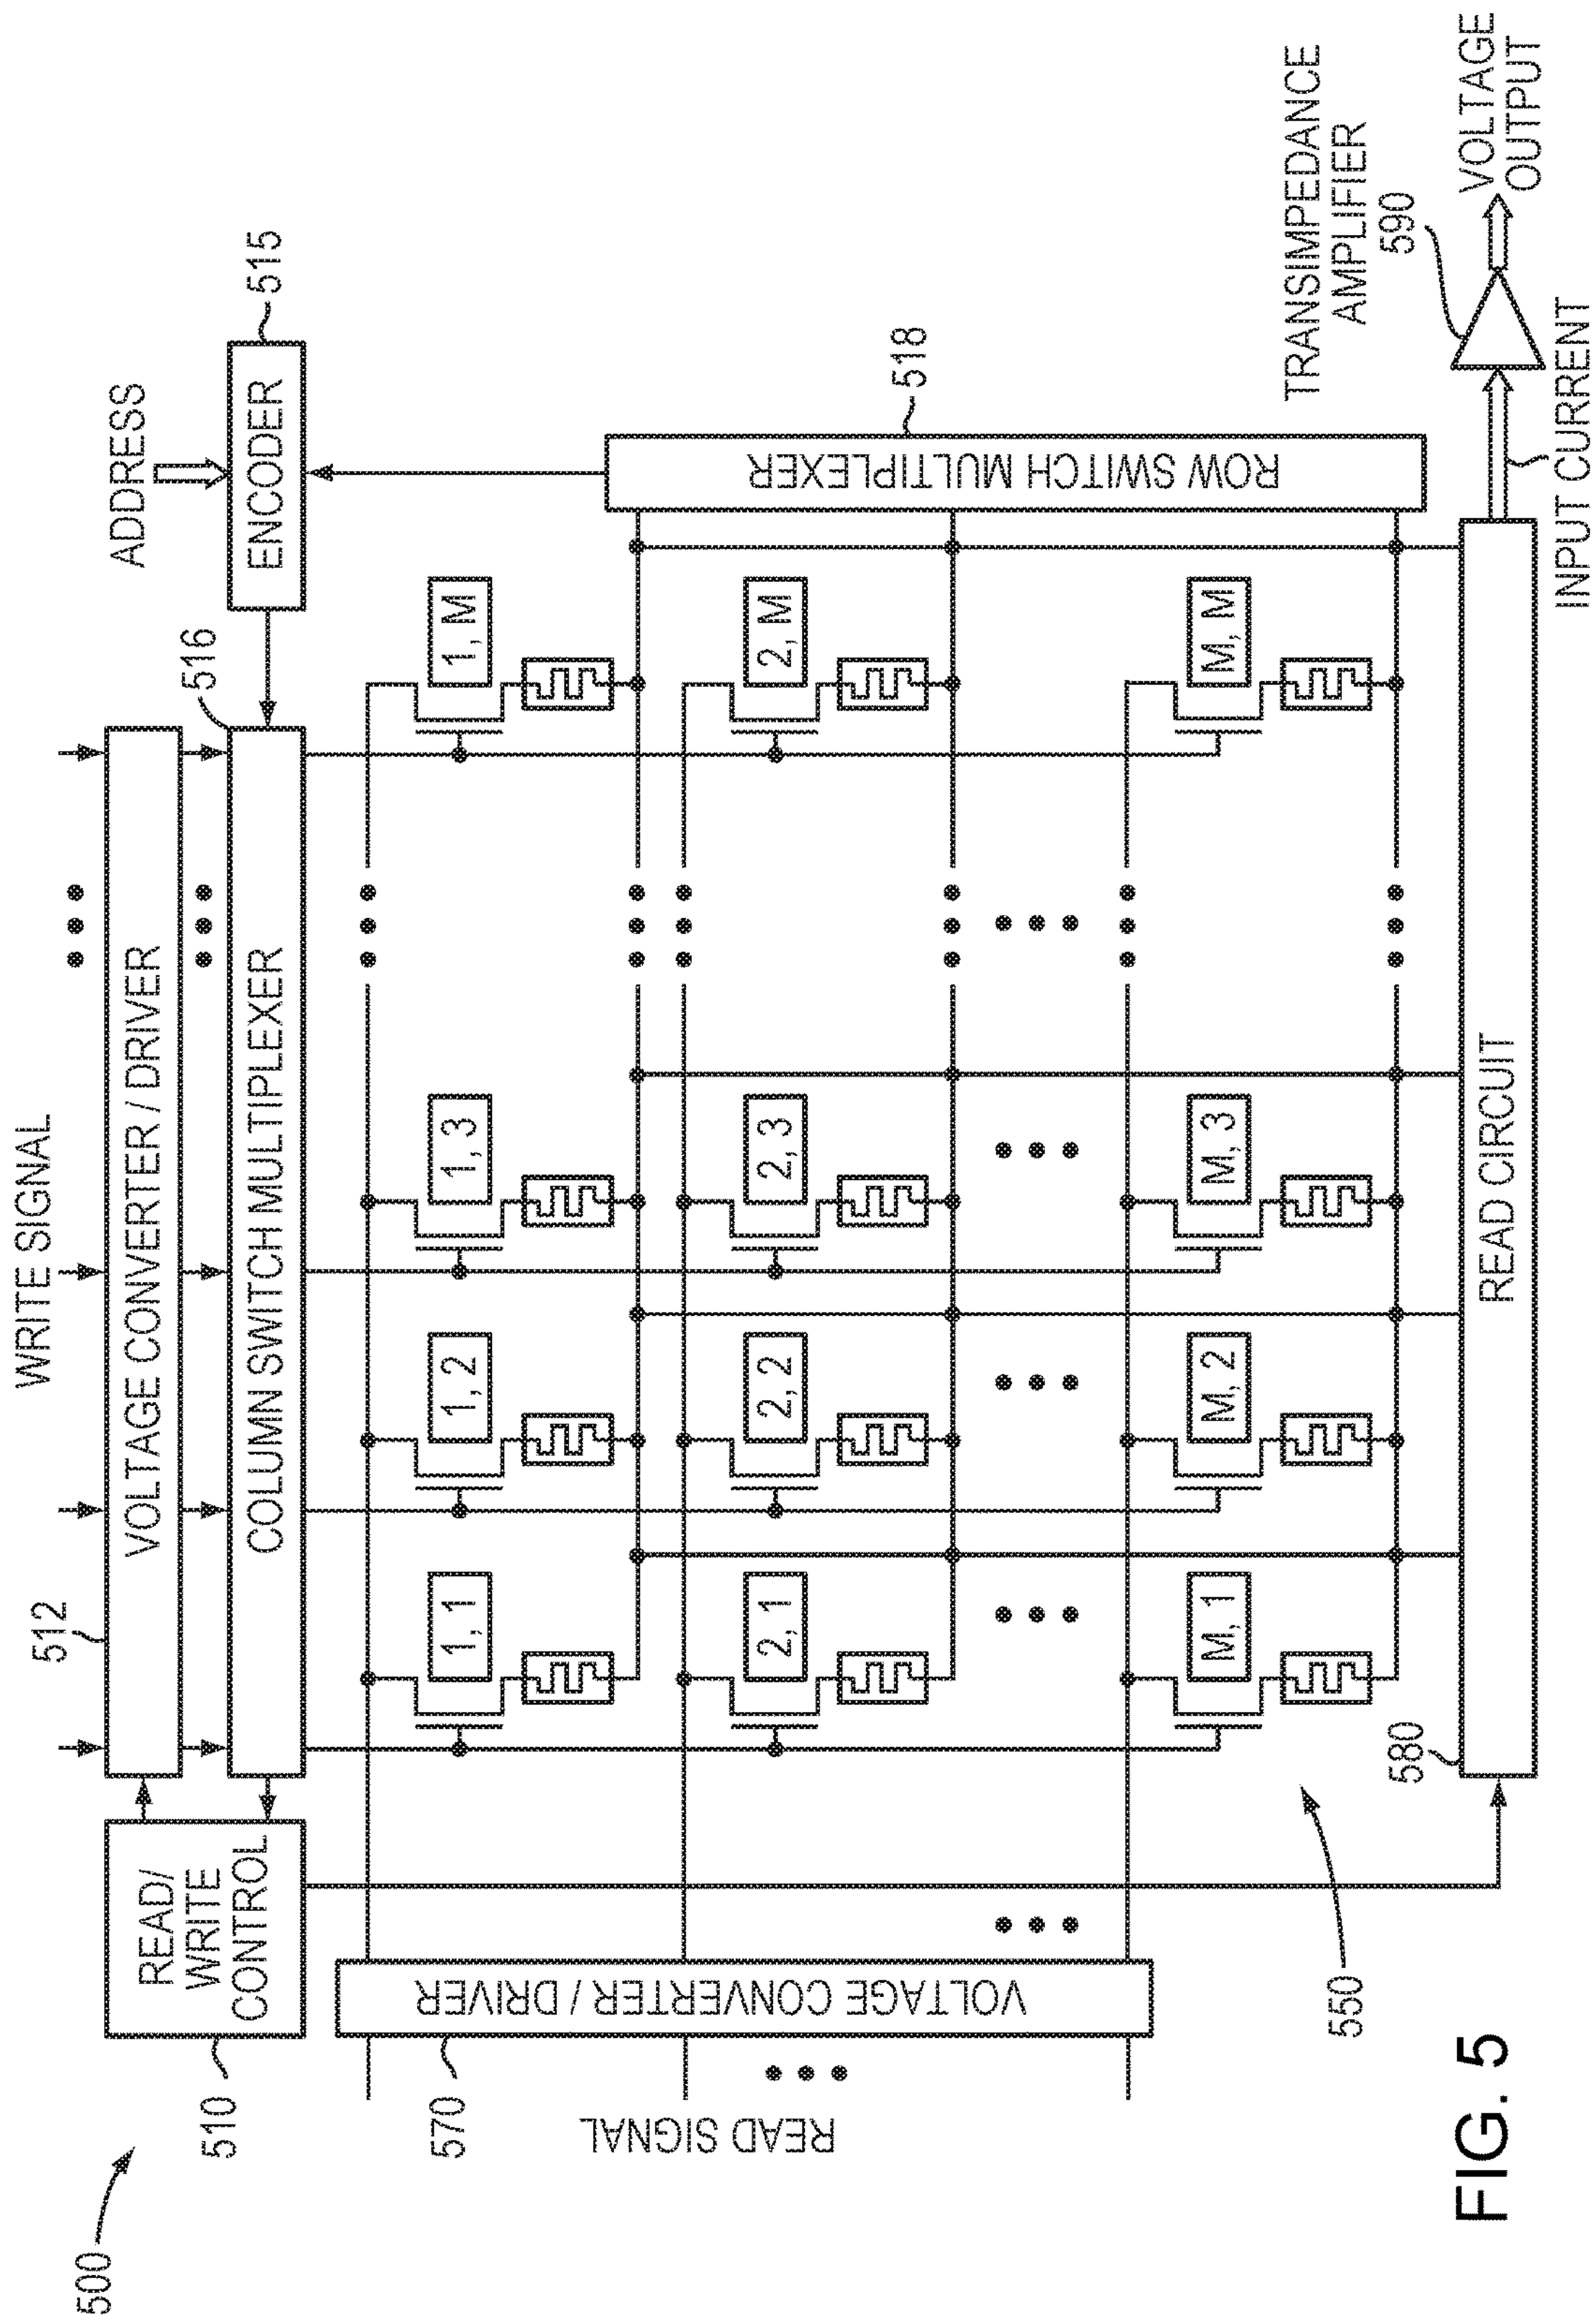 500
WRITE SIGNAL
512
VOLTAGE CONVERTER / DRIVER
ADDRESS
READ/
WRITE
CONTROL
510
COLUMN SWITCH MULTIPLEXER
516
ENCODER
515
1, 1
1, 2
1, 3
1, M
2, 1
2, 2
2, 3
2, M
M, 1
M, 2
M, 3
M, M
READ SIGNAL
570
VOLTAGE CONVERTER / DRIVER
ROW SWITCH MULTIPLEXER
518
550
580
READ CIRCUIT
INPUT CURRENT
TRANSIMPEDANCE
AMPLIFIER
590
VOLTAGE
OUTPUT
FIG. 5